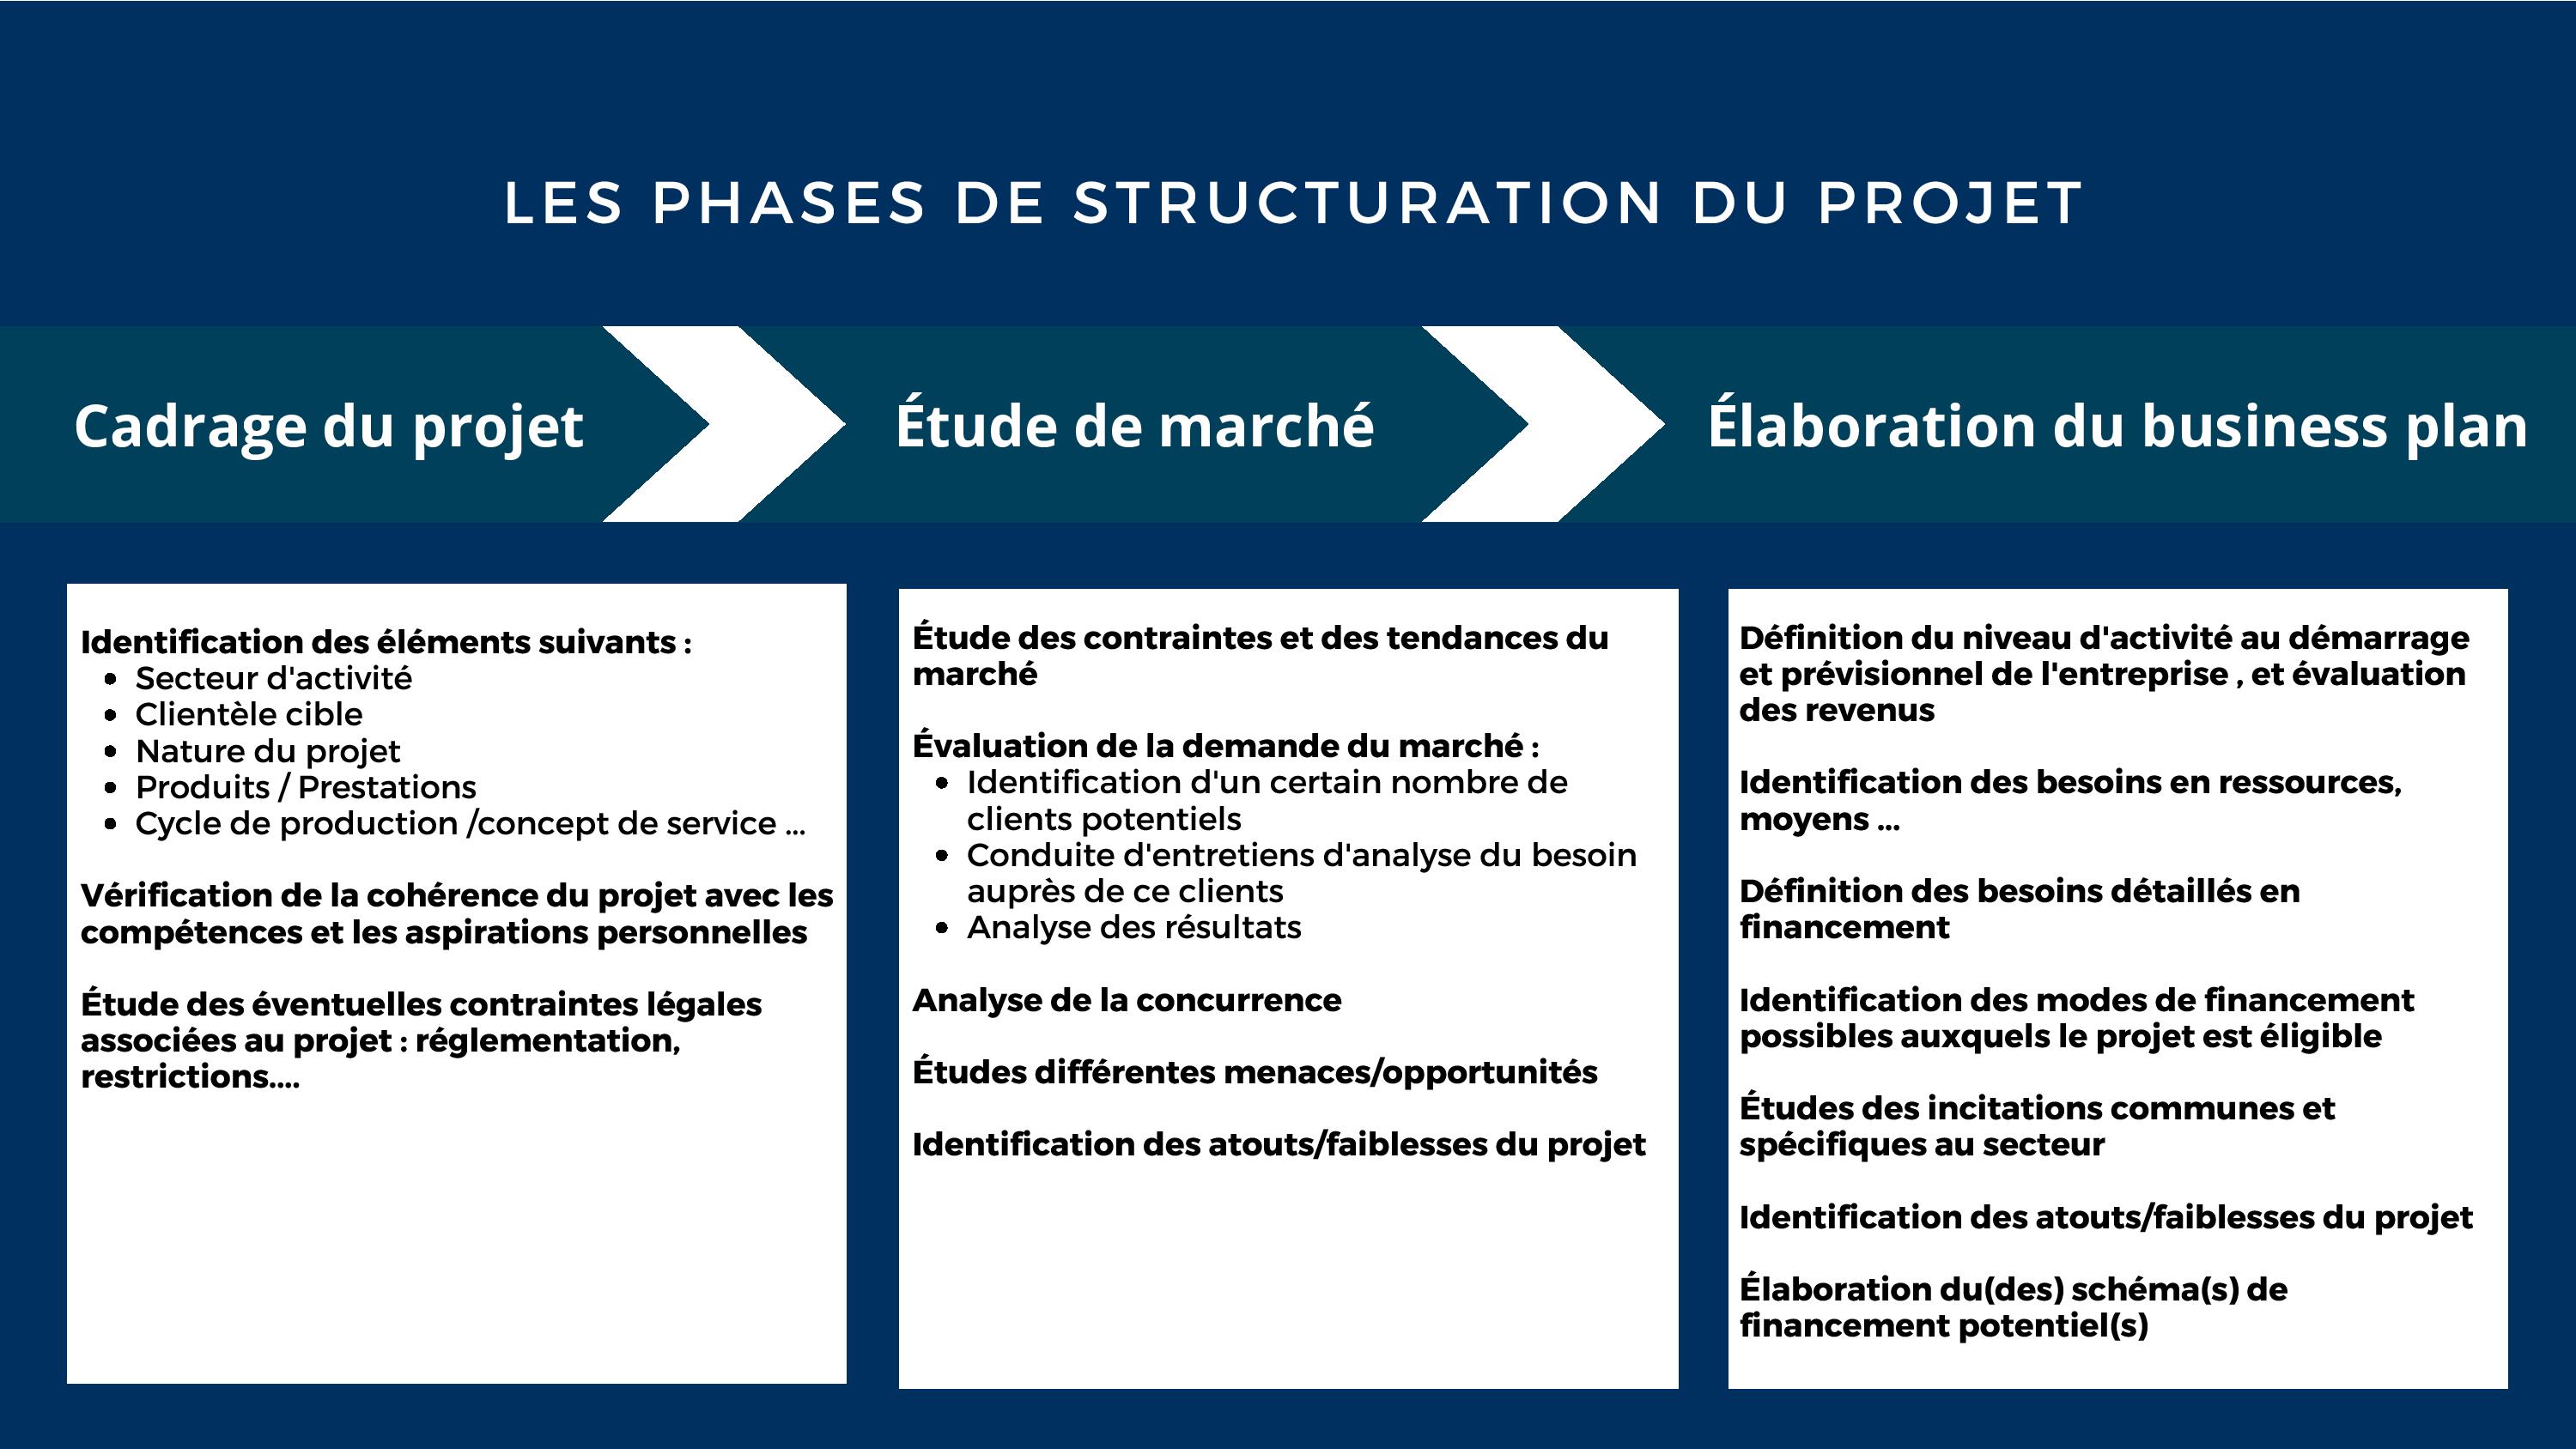 LES PHASES DE STRUCTURATION DU PROJET
Cadrage du projet
Étude de marché
Élaboration du business plan
Identification des éléments suivants :
• Secteur d'activité
• Clientèle cible
• Nature du projet
• Produits / Prestations
• Cycle de production /concept de service ...
Vérification de la cohérence du projet avec les
compétences et les aspirations personnelles
Étude des éventuelles contraintes légales
associées au projet : réglementation,
restrictions....
Étude des contraintes et des tendances du
marché
Évaluation de la demande du marché :
• Identification d'un certain nombre de
clients potentiels
• Conduite d'entretiens d'analyse du besoin
auprès de ce clients
• Analyse des résultats
Analyse de la concurrence
Études différentes menaces/opportunités
Identification des atouts/faiblesses du projet
Définition du niveau d'activité au démarrage
et prévisionnel de l'entreprise , et évaluation
des revenus
Identification des besoins en ressources,
moyens ...
Définition des besoins détaillés en
financement
Identification des modes de financement
possibles auxquels le projet est éligible
Études des incitations communes et
spécifiques au secteur
Identification des atouts/faiblesses du projet
Élaboration du(des) schéma(s) de
financement potentiel(s)